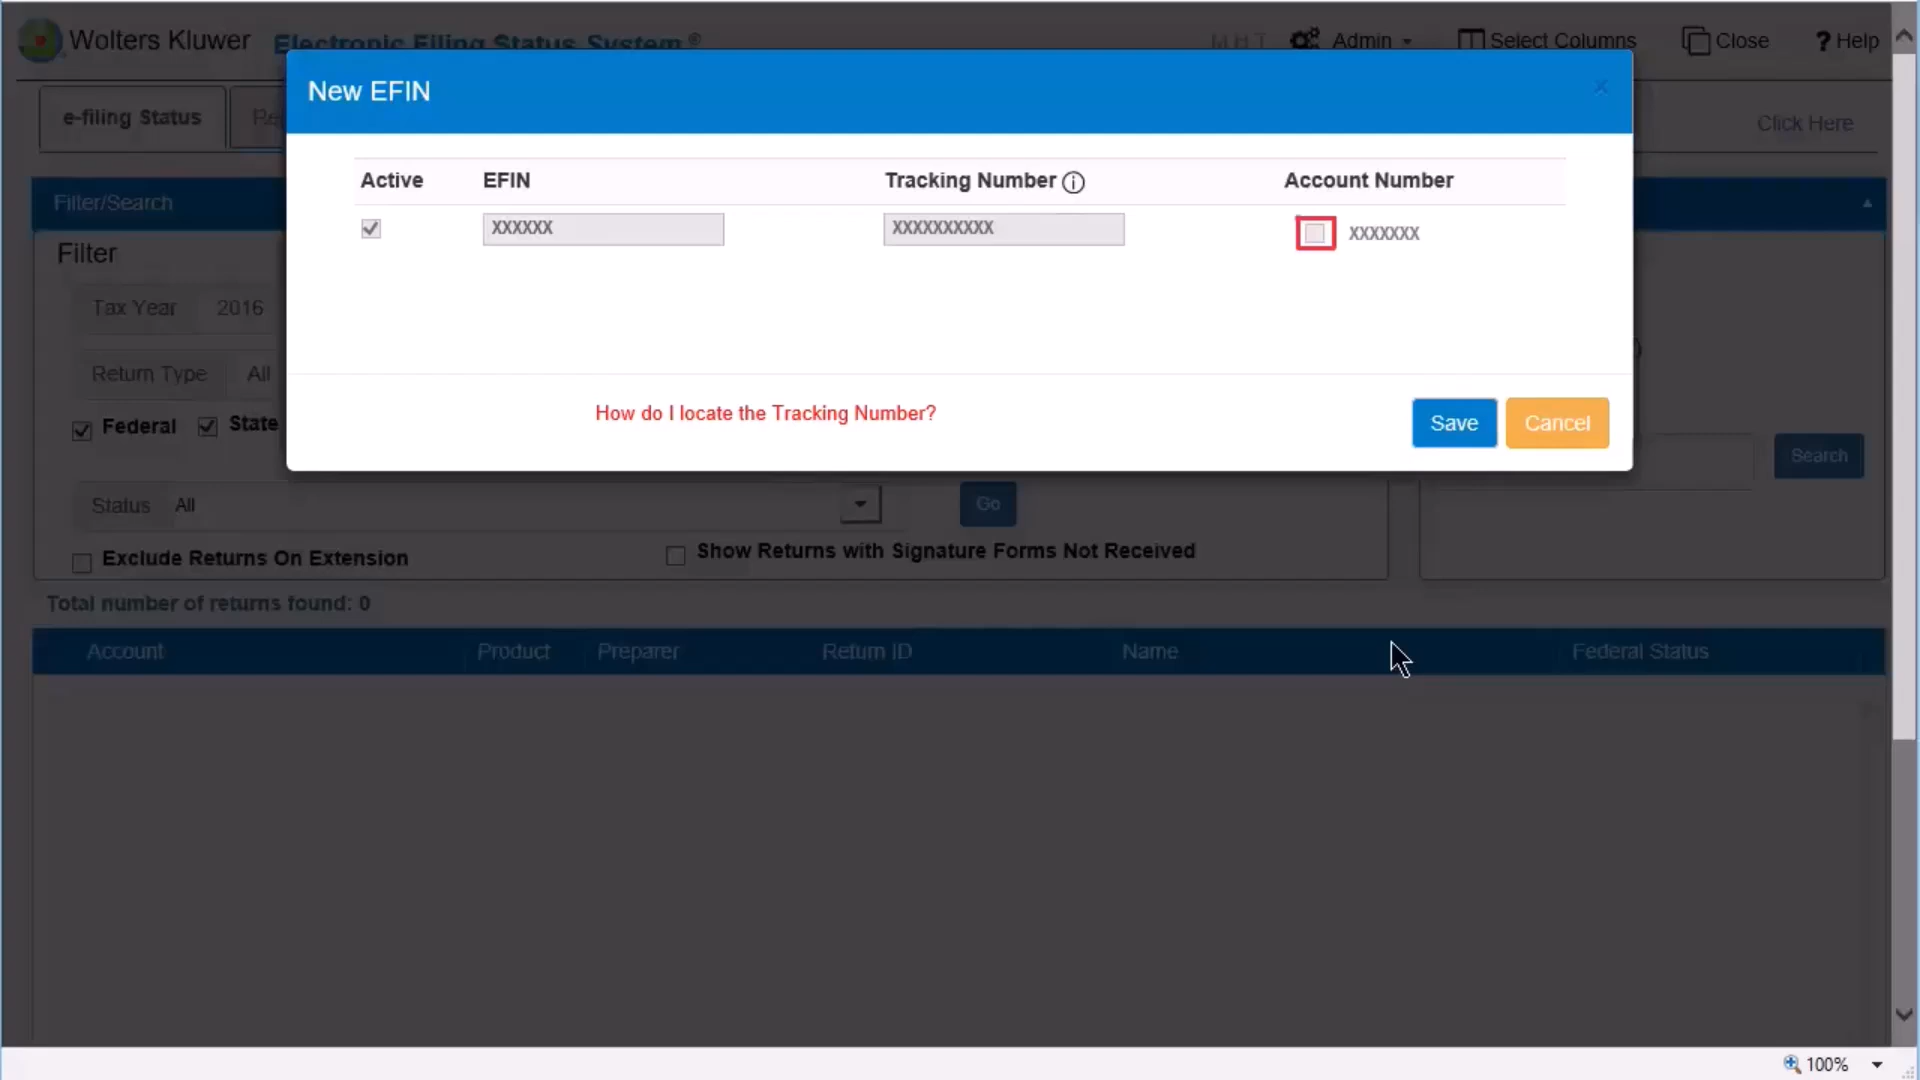 Wolters Kluwer Electronic Filing Status System ®
M H T Admin Select Columns Close ? Help
New EFIN ×
e-filing Status
Click Here
Active EFIN Tracking Number ⓘ Account Number
Filter/Search
XXXXXX XXXXXXXXXX XXXXXXX
Filter
Tax Year 2016
Return Type All
How do I locate the Tracking Number?
Save Cancel
Federal State
Search
Status All Go
Exclude Returns On Extension Show Returns with Signature Forms Not Received
Total number of returns found: 0
Account Product Preparer Return ID Name Federal Status
100%